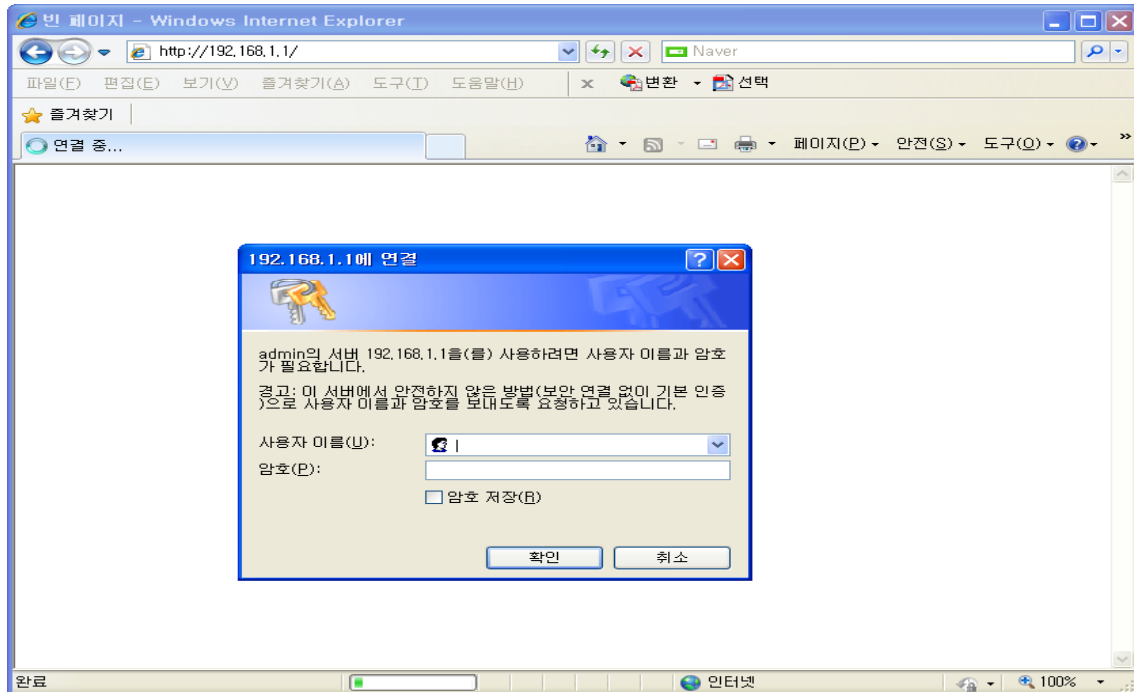 빈 페이지 - Windows Internet Explorer
http://192.168.1.1/
Naver
파일(F) 편집(E) 보기(V) 즐겨찾기(A) 도구(T) 도움말(H) x 변환 선택
즐겨찾기
연결 중... 페이지(P) 안전(S) 도구(O) »
192.168.1.1에 연결
admin의 서버 192.168.1.1을(를) 사용하려면 사용자 이름과 암호
가 필요합니다.
경고: 이 서버에서 안전하지 않은 방법(보안 연결 없이 기본 인증
)으로 사용자 이름과 암호를 보내도록 요청하고 있습니다.
사용자 이름(U):
암호(P):
암호 저장(R)
확인 취소
완료 인터넷 100%